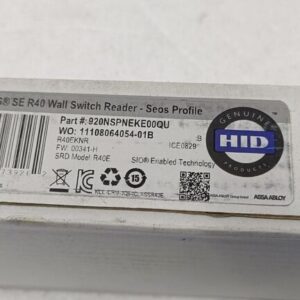 ® SE R40 Wall Switch Reader - Seos Profile
Part #: 920NSPNEKE00QU
WO: 11108064054-01B
R40EKNR
FW: 00341-H
BRD Model R40E
:B
ICE0829
SIO® Enabled Technology
GENUINE
HID
PRODUCTS
15
ASSA ABLOY